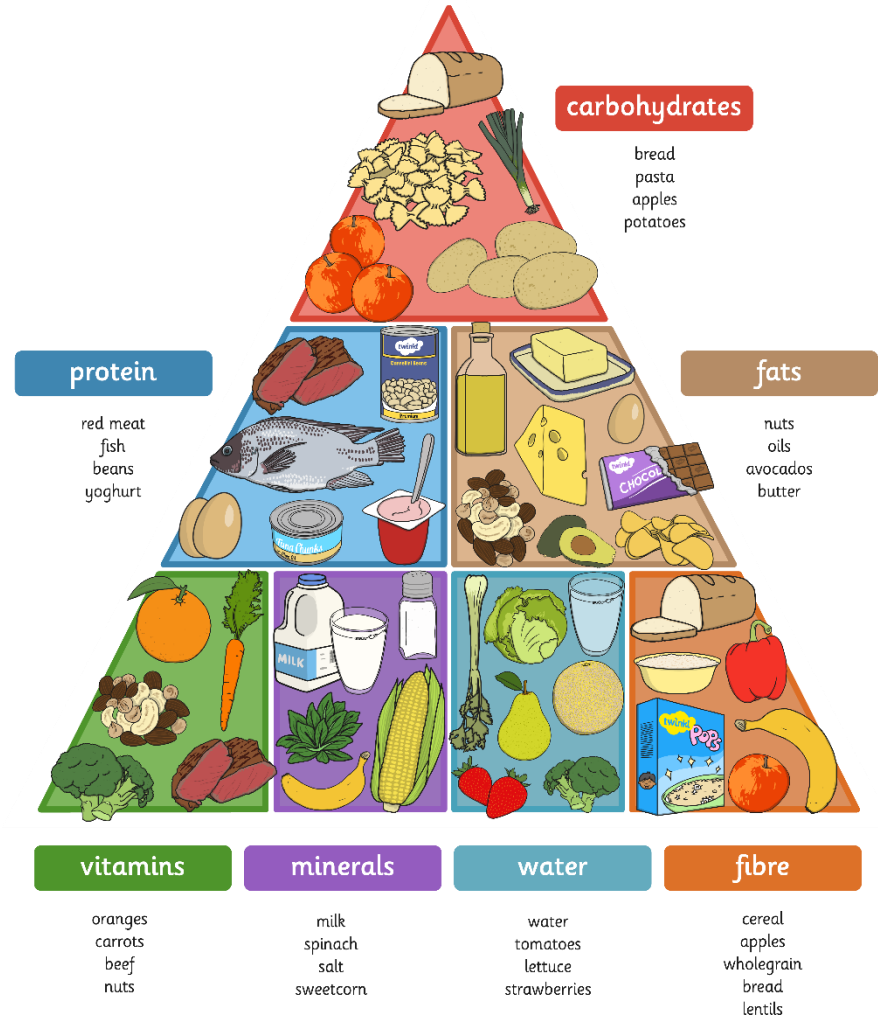 carbohydrates
bread
pasta
apples
potatoes
protein
red meat
fish
beans
yoghurt
twinkl
Cannellini Beans
Premium
twinkl
CHOCOL
fats
nuts
oils
avocados
butter
Tuna Chunks
MILK
twinkl
Pops
vitamins
oranges
carrots
beef
nuts
minerals
milk
spinach
salt
sweetcorn
water
water
tomatoes
lettuce
strawberries
fibre
cereal
apples
wholegrain
bread
lentils